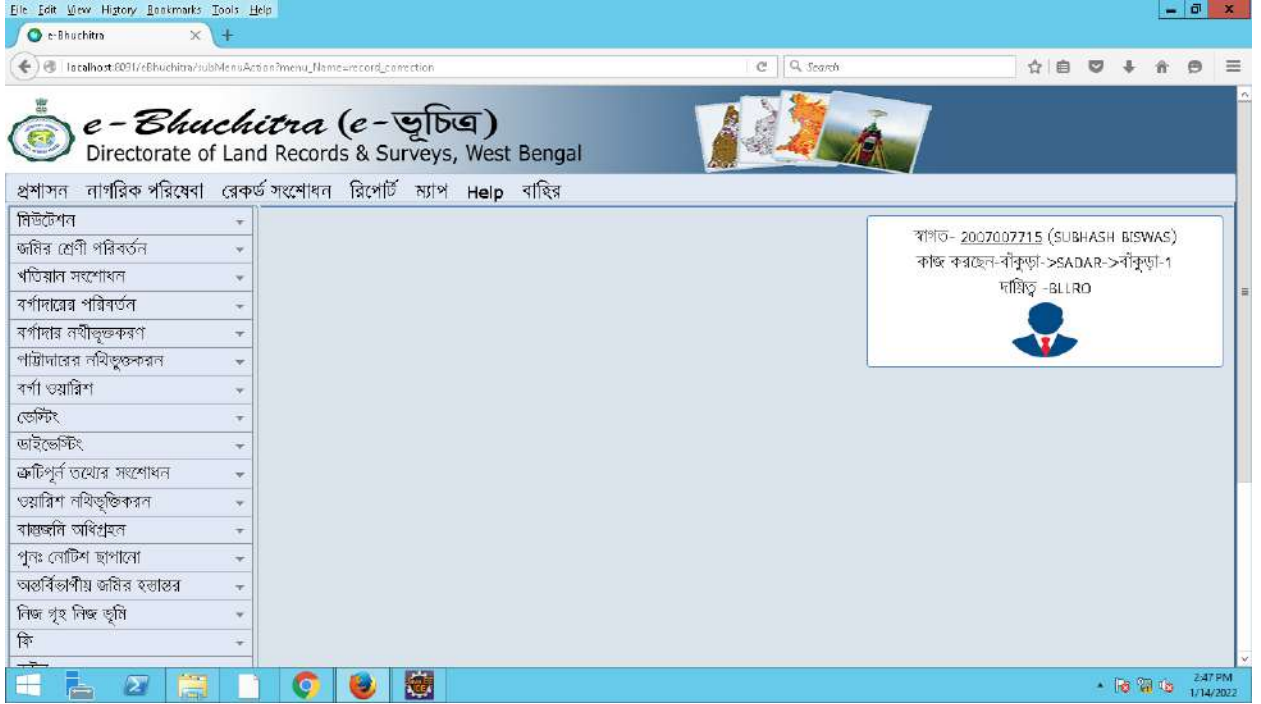 File Edit View History Bookmarks Tools Help
e-Bhuchitra
localhost:8091/eBhuchitra/subMenuAction?menu_Name=record_correction
Search
e-Bhuchitra (e-ভূচিত্র)
Directorate of Land Records & Surveys, West Bengal
প্রশাসন নাগরিক পরিষেবা রেকর্ড সংশোধন রিপোর্ট ম্যাপ Help বাহির
মিউটেশন
জমির শ্রেণী পরিবর্তন
খতিয়ান সংশোধন
বর্গাদারের পরিবর্তন
বর্গাদার নথীভূক্তকরণ
পাট্টাদারের নথিভুক্তকরন
বর্গা ওয়ারিশ
ভেস্টিং
ডাইভেস্টিং
ত্রুটিপূর্ন তথ্যের সংশোধন
ওয়ারিশ নথিভূক্তিকরন
বাস্তুজমি অধিগ্রহন
পুনঃ নোটিশ ছাপানো
অন্তর্বিভাগীয় জমির হস্তান্তর
নিজ গৃহ নিজ ভূমি
ফি
স্বাগত- 2007007715 (SUBHASH BISWAS)
কাজ করছেন-বাঁকুড়া->SADAR->বাঁকুড়া-1
দায়িত্ব -BLLRO
2:47 PM
1/14/2022